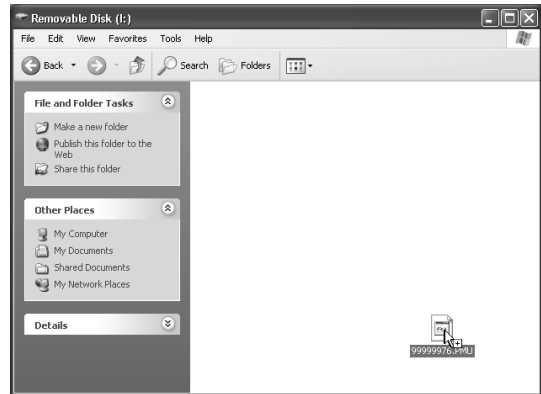 Removable Disk (I:)
File Edit View Favorites Tools Help
Back Search Folders
File and Folder Tasks
Make a new folder
Publish this folder to the
Web
Share this folder
Other Places
My Computer
My Documents
Shared Documents
My Network Places
Details
99999976.PMU